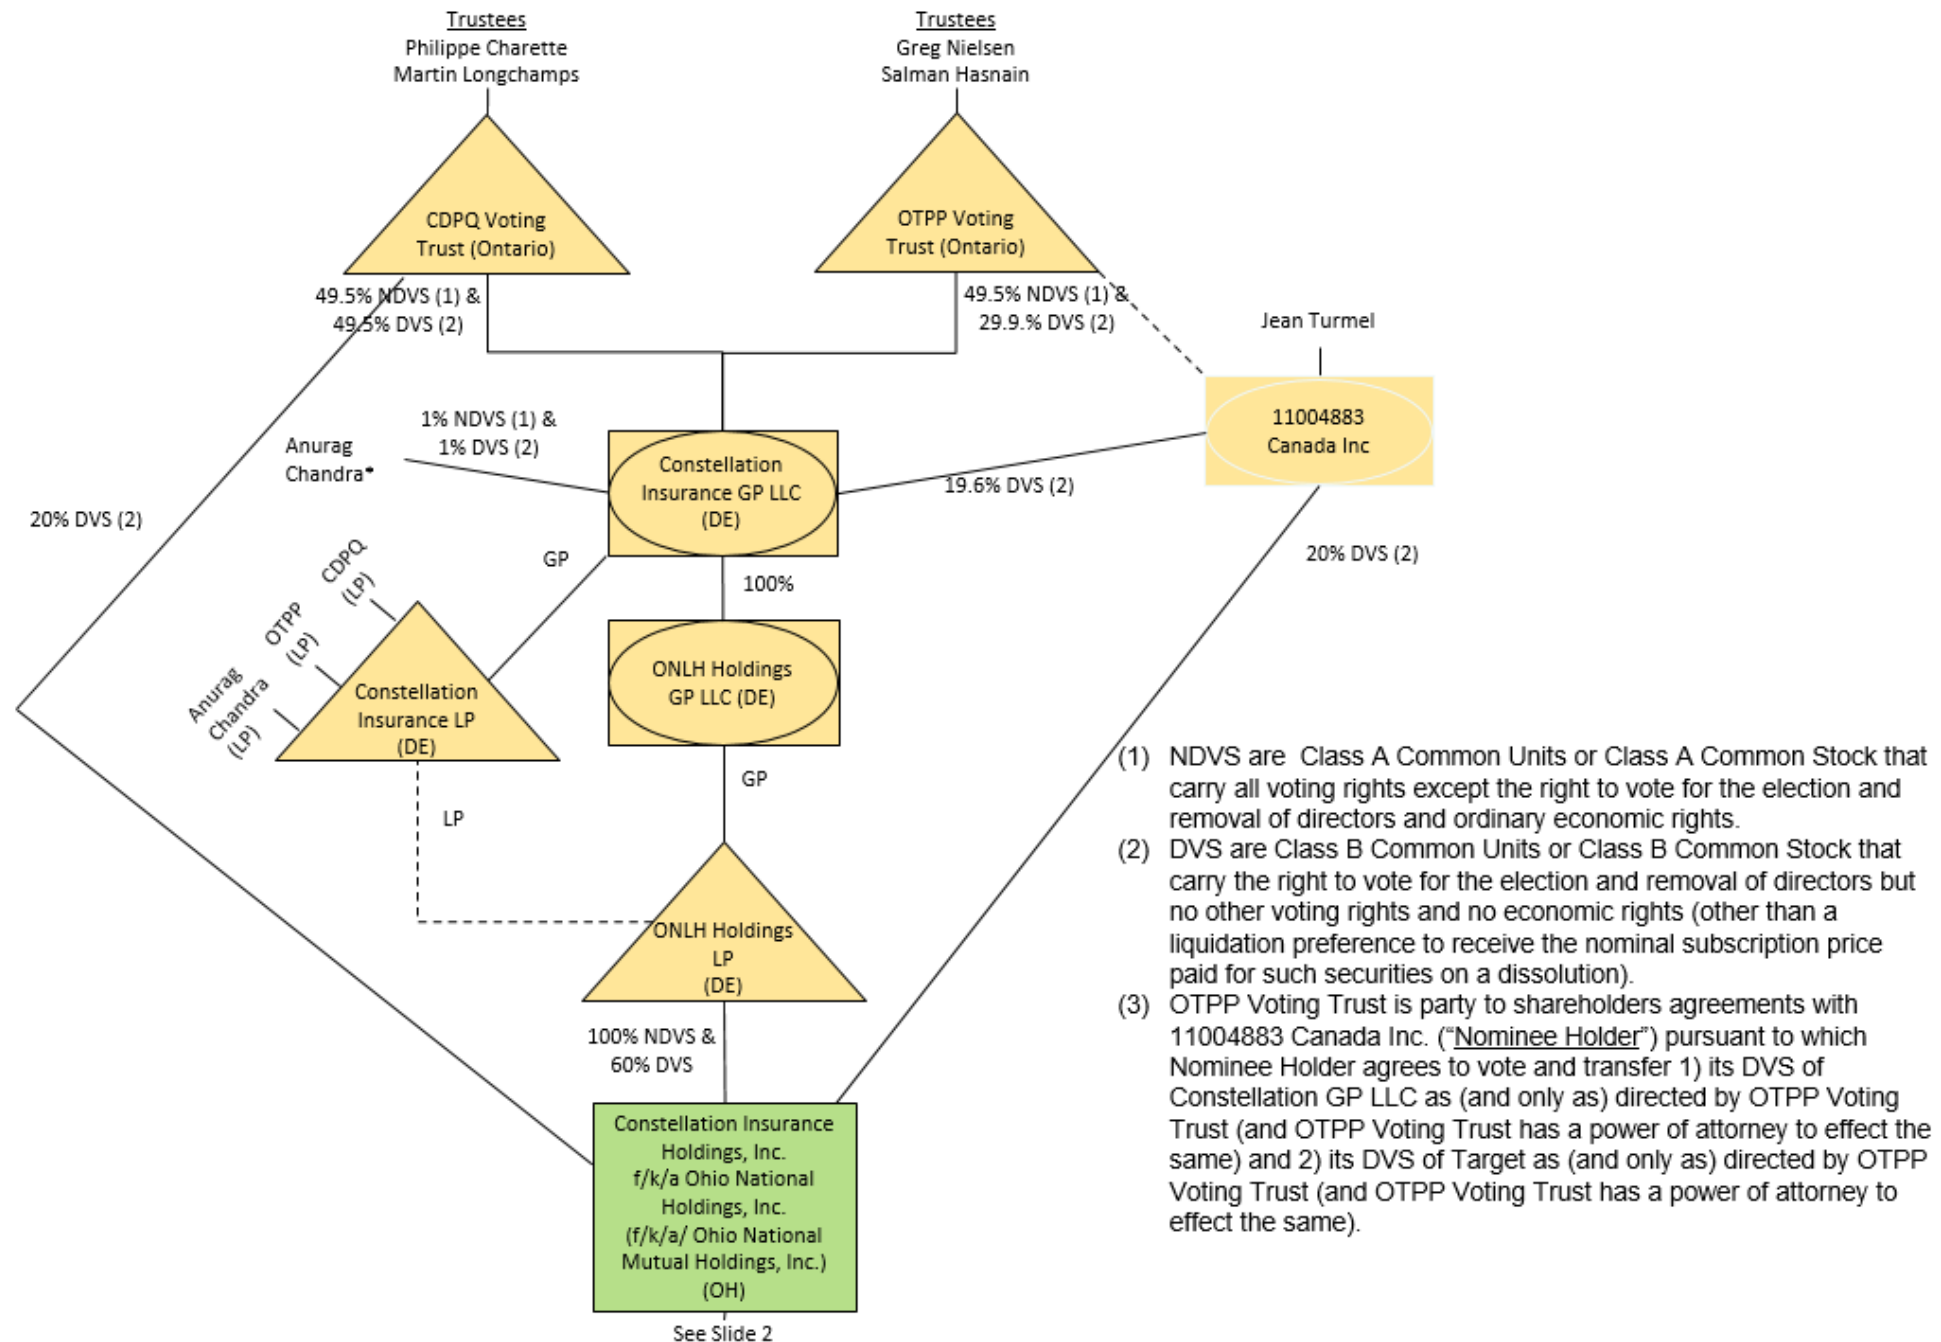 Trustees
Philippe Charette
Martin Longchamps
Trustees
Greg Nielsen
Salman Hasnain
CDPQ Voting
Trust (Ontario)
OTPP Voting
Trust (Ontario)
49.5% NDVS (1) &
49.5% DVS (2)
49.5% NDVS (1) &
29.9.% DVS (2)
Jean Turmel
11004883
Canada Inc
1% NDVS (1) &
1% DVS (2)
Anurag
Chandra*
Constellation
Insurance GP LLC
(DE)
19.6% DVS (2)
20% DVS (2)
20% DVS (2)
GP
100%
CDPQ
(LP)
OTPP
(LP)
Anurag
Chandra
(LP)
Constellation
Insurance LP
(DE)
ONLH Holdings
GP LLC (DE)
GP
LP
ONLH Holdings
LP
(DE)
100% NDVS &
60% DVS
Constellation Insurance
Holdings, Inc.
f/k/a Ohio National
Holdings, Inc.
(f/k/a/ Ohio National
Mutual Holdings, Inc.)
(OH)
See Slide 2
(1) NDVS are Class A Common Units or Class A Common Stock that
carry all voting rights except the right to vote for the election and
removal of directors and ordinary economic rights.
(2) DVS are Class B Common Units or Class B Common Stock that
carry the right to vote for the election and removal of directors but
no other voting rights and no economic rights (other than a
liquidation preference to receive the nominal subscription price
paid for such securities on a dissolution).
(3) OTPP Voting Trust is party to shareholders agreements with
11004883 Canada Inc. (“Nominee Holder”) pursuant to which
Nominee Holder agrees to vote and transfer 1) its DVS of
Constellation GP LLC as (and only as) directed by OTPP Voting
Trust (and OTPP Voting Trust has a power of attorney to effect the
same) and 2) its DVS of Target as (and only as) directed by OTPP
Voting Trust (and OTPP Voting Trust has a power of attorney to
effect the same).